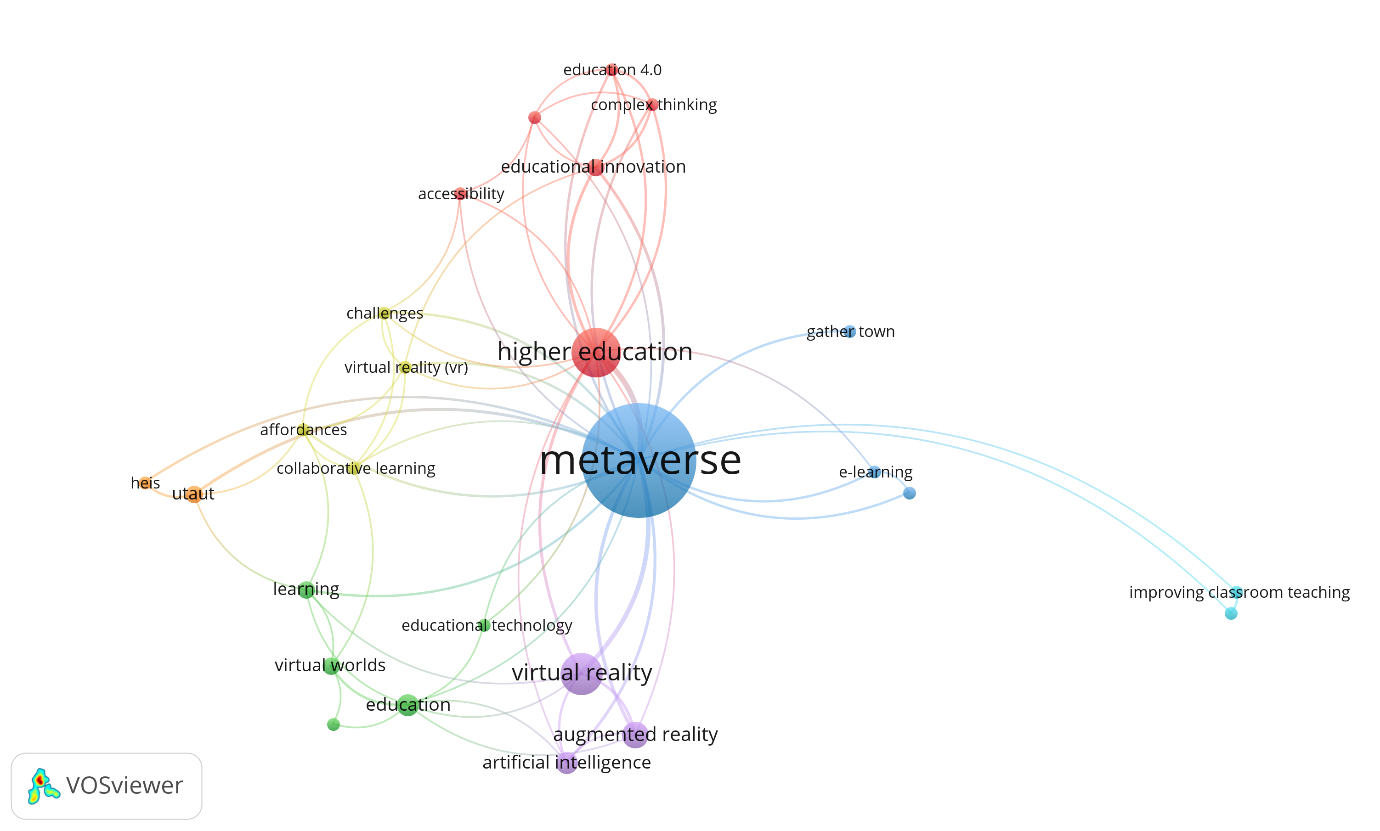 education 4.0
complex thinking
educational innovation
accessibility
challenges
gather town
higher education
virtual reality (vr)
affordances
metaverse
collaborative learning
e-learning
heis
utaut
learning
improving classroom teaching
educational technology
virtual worlds
virtual reality
education
augmented reality
artificial intelligence
VOSviewer